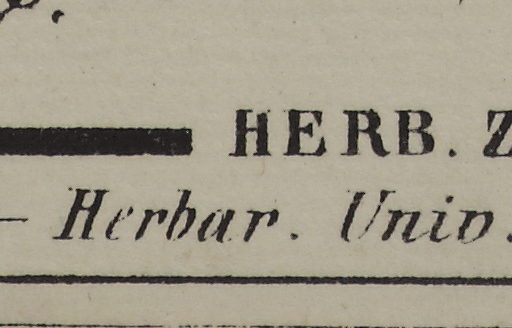 HERB. Z
— Herbar. Univ.